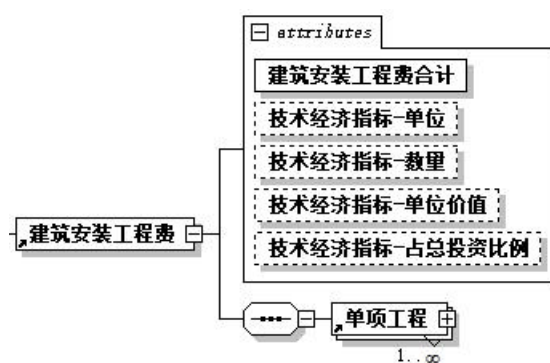 attributes
建筑安装工程费合计
技术经济指标-单位
技术经济指标-数量
技术经济指标-单位价值
技术经济指标-占总投资比例
建筑安装工程费
单项工程
1..∞